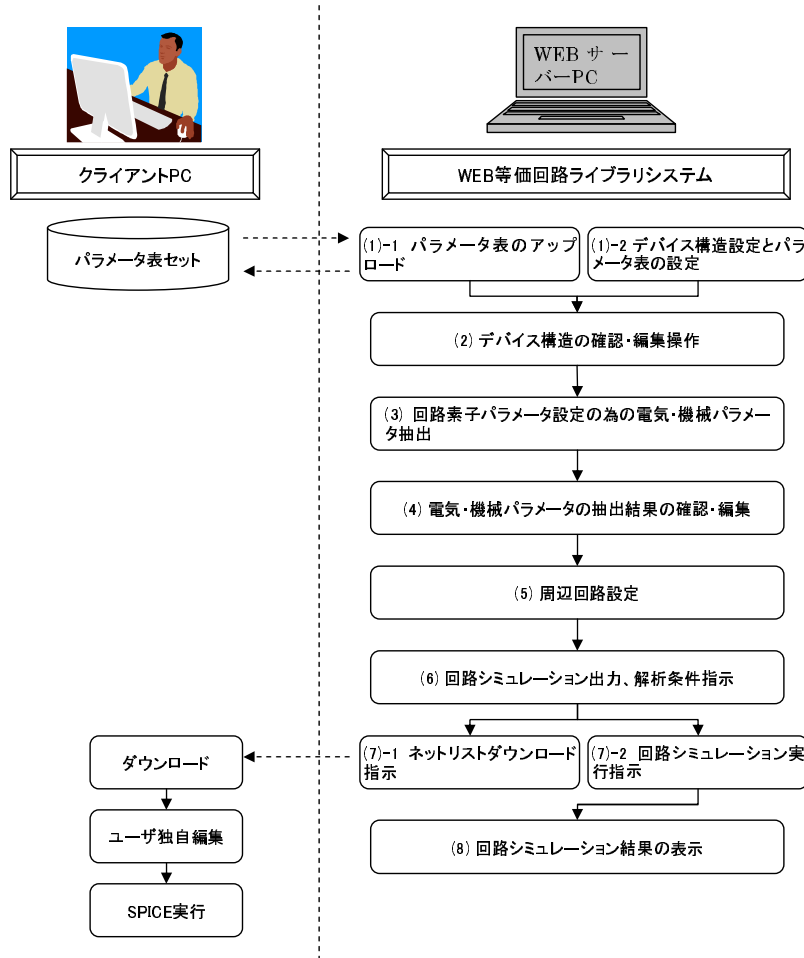 WEB サー
バーPC
クライアントPC
WEB等価回路ライブラリシステム
パラメータ表セット
(1)-1 パラメータ表のアップ
ロード
(1)-2 デバイス構造設定とパラ
メータ表の設定
(2) デバイス構造の確認・編集操作
(3) 回路素子パラメータ設定の為の電気・機械パラメー
タ抽出
(4) 電気・機械パラメータの抽出結果の確認・編集
(5) 周辺回路設定
(6) 回路シミュレーション出力、解析条件指示
(7)-1 ネットリストダウンロード
指示
(7)-2 回路シミュレーション実
行指示
ダウンロード
ユーザ独自編集
(8) 回路シミュレーション結果の表示
SPICE実行